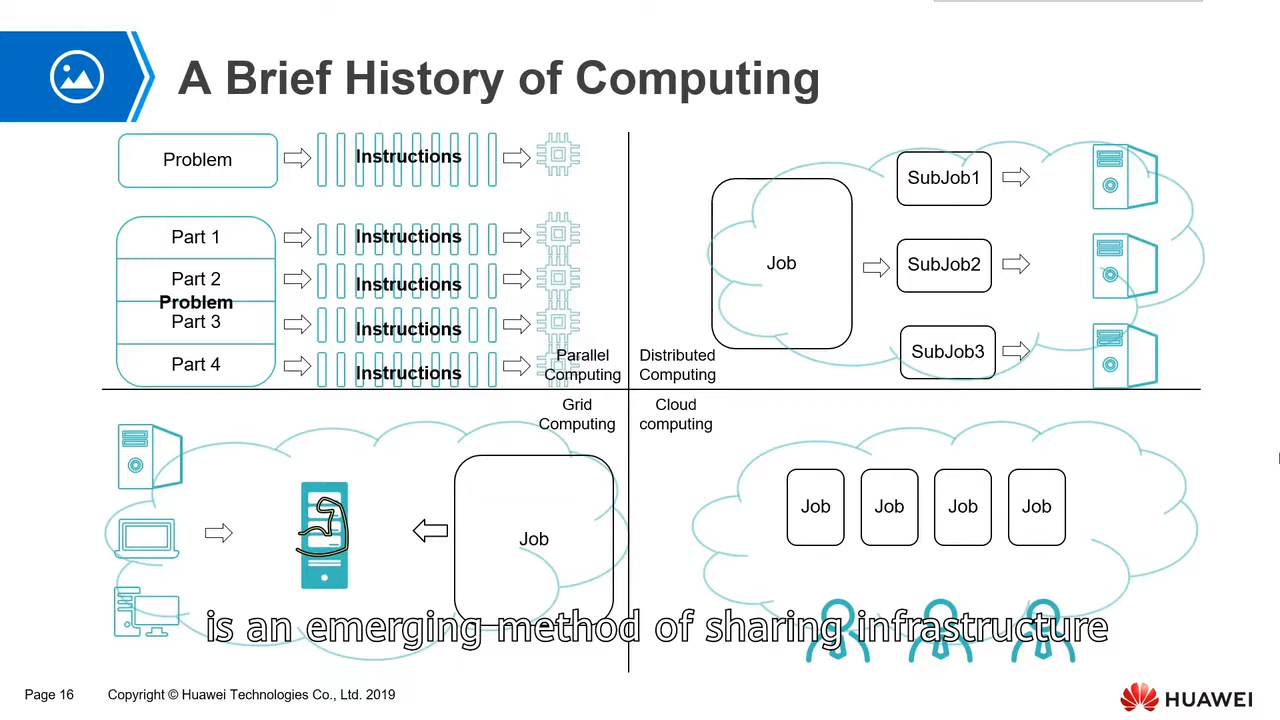 A Brief History of Computing
Problem
Instructions
Part 1
Instructions
Part 2
Instructions
Problem
Part 3
Instructions
Part 4
Instructions
Parallel
Computing
Job
SubJob1
SubJob2
SubJob3
Distributed
Computing
Grid
Computing
Job
Cloud
computing
Job
Job
Job
Job
is an emerging method of sharing infrastructure
Page 16
Copyright © Huawei Technologies Co., Ltd. 2019
HUAWEI